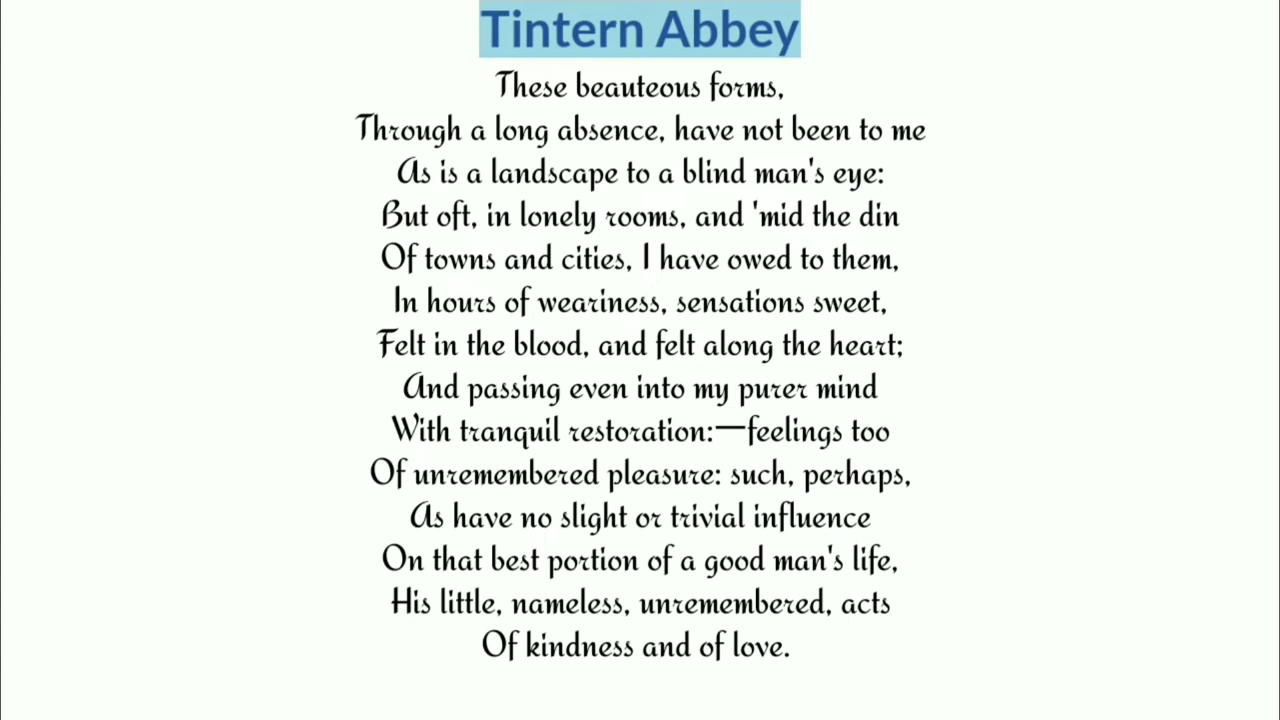 Tintern Abbey
These beauteous forms,
Through a long absence, have not been to me
As is a landscape to a blind man's eye:
But oft, in lonely rooms, and 'mid the din
Of towns and cities, I have owed to them,
In hours of weariness, sensations sweet,
Felt in the blood, and felt along the heart;
And passing even into my purer mind
With tranquil restoration:—feelings too
Of unremembered pleasure: such, perhaps,
As have no slight or trivial influence
On that best portion of a good man's life,
His little, nameless, unremembered, acts
Of kindness and of love.